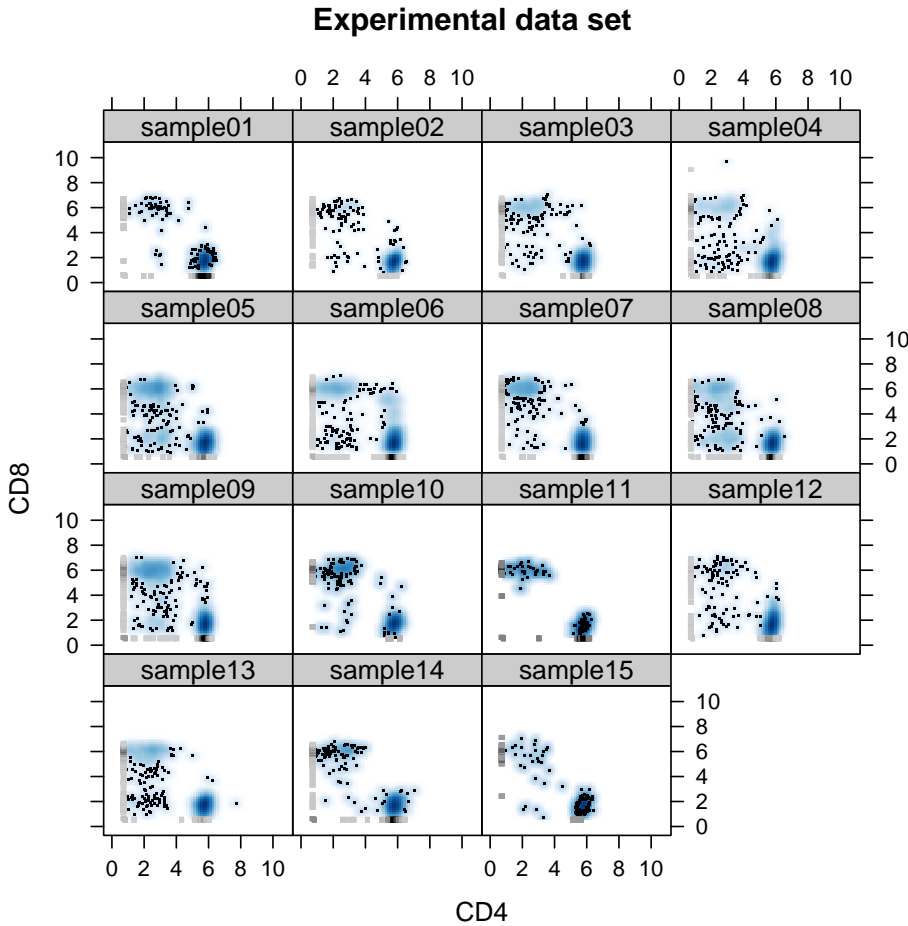 Experimental data set
0 2 4 6 8 10 0 2 4 6 8 10
sample01 sample02 sample03 sample04
10
8
6
4
2
0
sample05 sample06 sample07 sample08
10
8
6
4
2
0
CD8
sample09 sample10 sample11 sample12
10
8
6
4
2
0
sample13 sample14 sample15
10
8
6
4
2
0
0 2 4 6 8 10 0 2 4 6 8 10
CD4